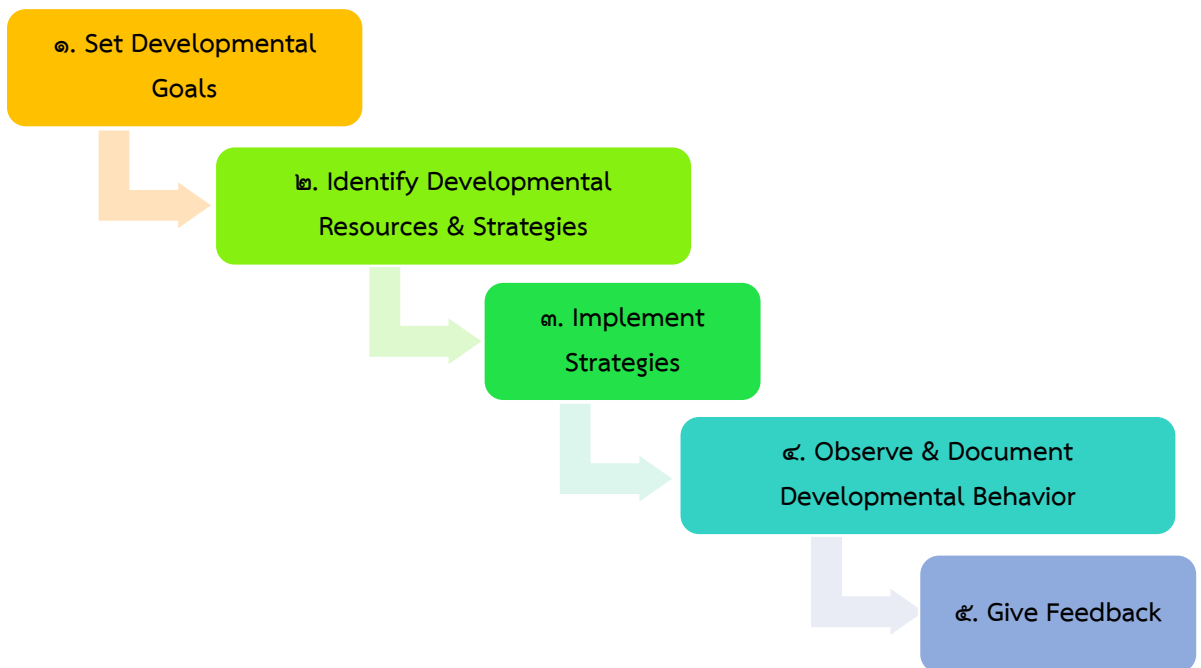 ๑. Set Developmental
Goals
๒. Identify Developmental
Resources & Strategies
๓. Implement
Strategies
๔. Observe & Document
Developmental Behavior
๕. Give Feedback